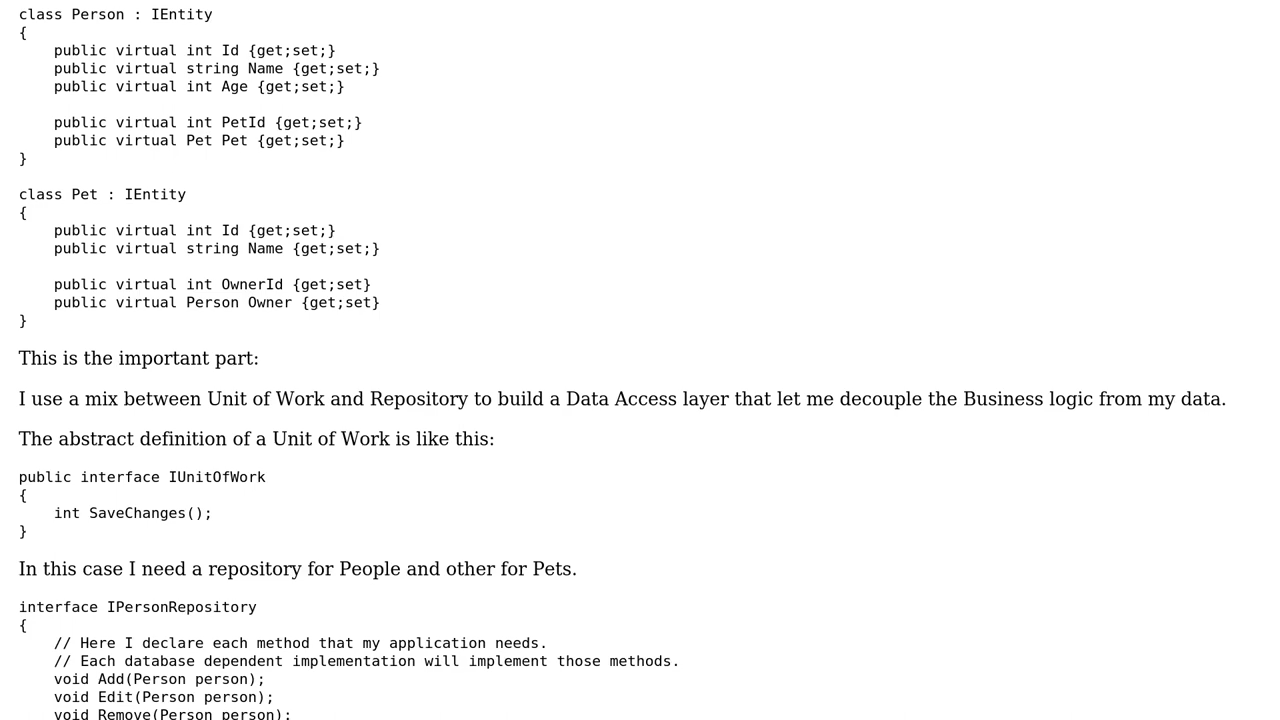 class Person : IEntity
{
    public virtual int Id {get;set;}
    public virtual string Name {get;set;}
    public virtual int Age {get;set;}

    public virtual int PetId {get;set;}
    public virtual Pet Pet {get;set;}
}

class Pet : IEntity
{
    public virtual int Id {get;set;}
    public virtual string Name {get;set;}

    public virtual int OwnerId {get;set}
    public virtual Person Owner {get;set}
}
This is the important part:
I use a mix between Unit of Work and Repository to build a Data Access layer that let me decouple the Business logic from my data.
The abstract definition of a Unit of Work is like this:
public interface IUnitOfWork
{
    int SaveChanges();
}
In this case I need a repository for People and other for Pets.
interface IPersonRepository
{
    // Here I declare each method that my application needs.
    // Each database dependent implementation will implement those methods.
    void Add(Person person);
    void Edit(Person person);
    void Remove(Person person);